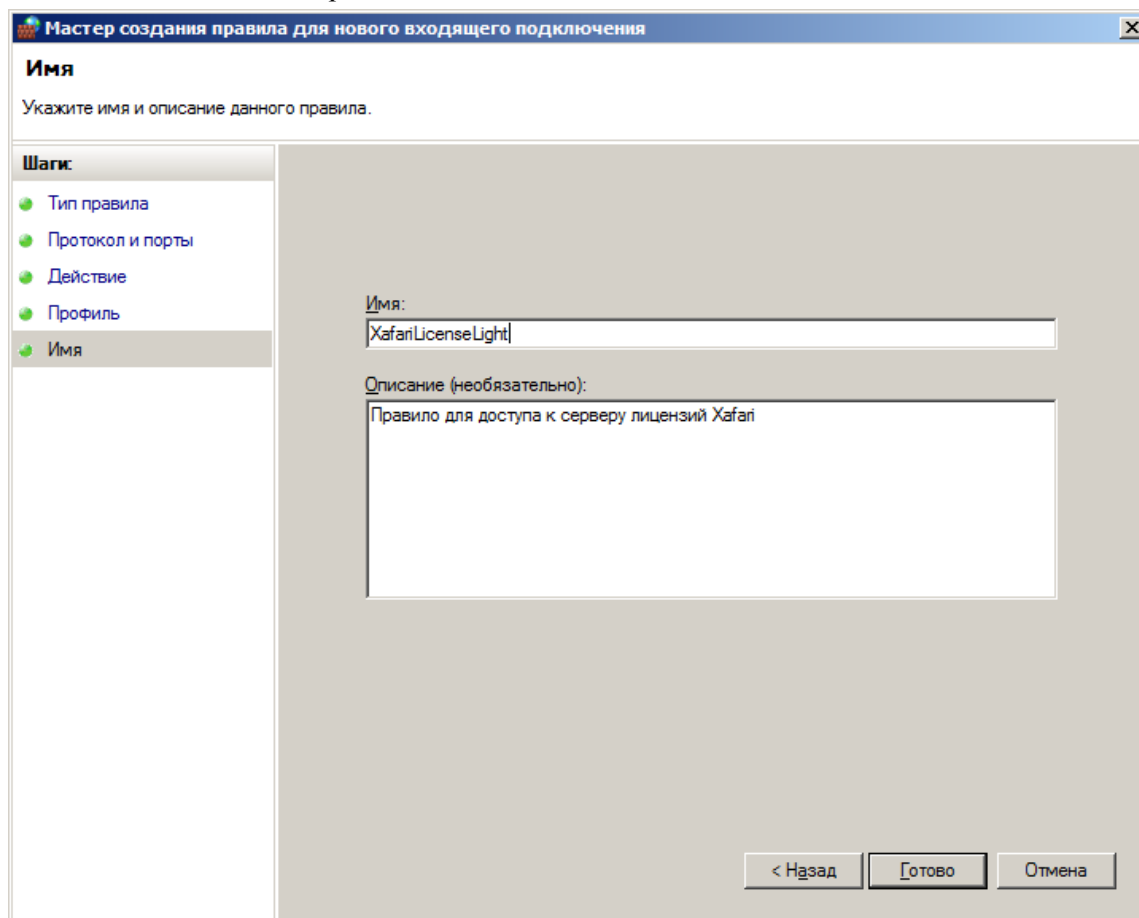 Мастер создания правила для нового входящего подключения
Имя
Укажите имя и описание данного правила.
Шаги:
Тип правила
Протокол и порты
Действие
Профиль
Имя
Имя:
XafariLicenseLight
Описание (необязательно):
Правило для доступа к серверу лицензий Xafari
< Назад
Готово
Отмена